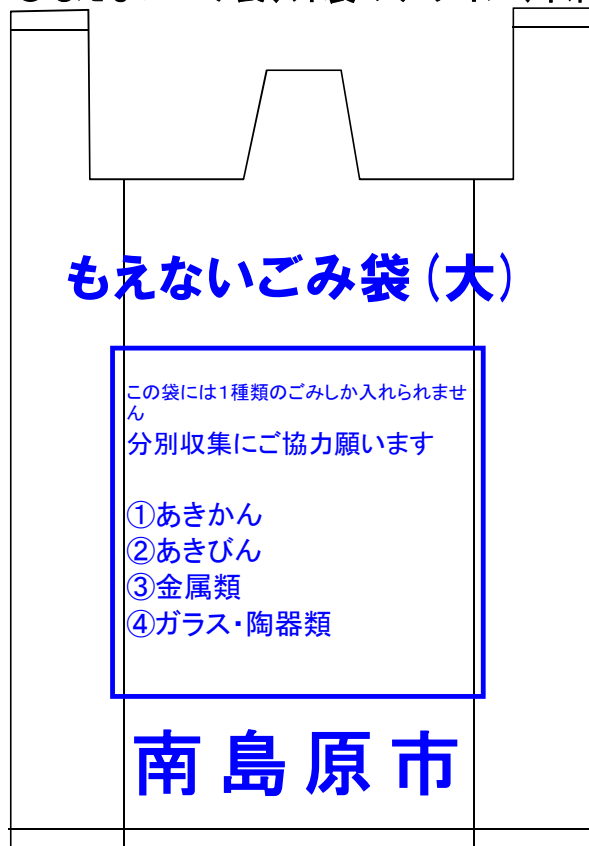 もえないごみ袋(大)
この袋には1種類のごみしか入れられませ
ん
分別収集にご協力願います
①あきかん
②あきびん
③金属類
④ガラス・陶器類
南島原市